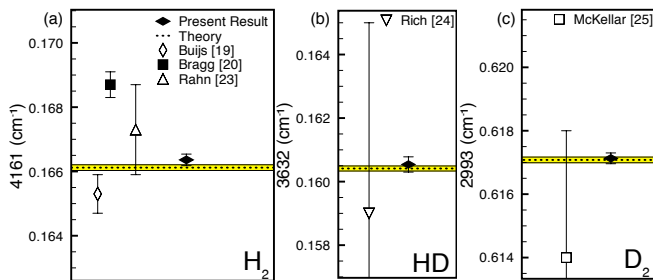 (a)
Present Result
Theory
Buijs [19]
Bragg [20]
Rahn [23]
4161 (cm⁻¹)
0.170
0.168
0.166
0.164
H₂
(b)
Rich [24]
3632 (cm⁻¹)
0.164
0.162
0.160
0.158
HD
(c)
McKellar [25]
2993 (cm⁻¹)
0.620
0.618
0.616
0.614
D₂